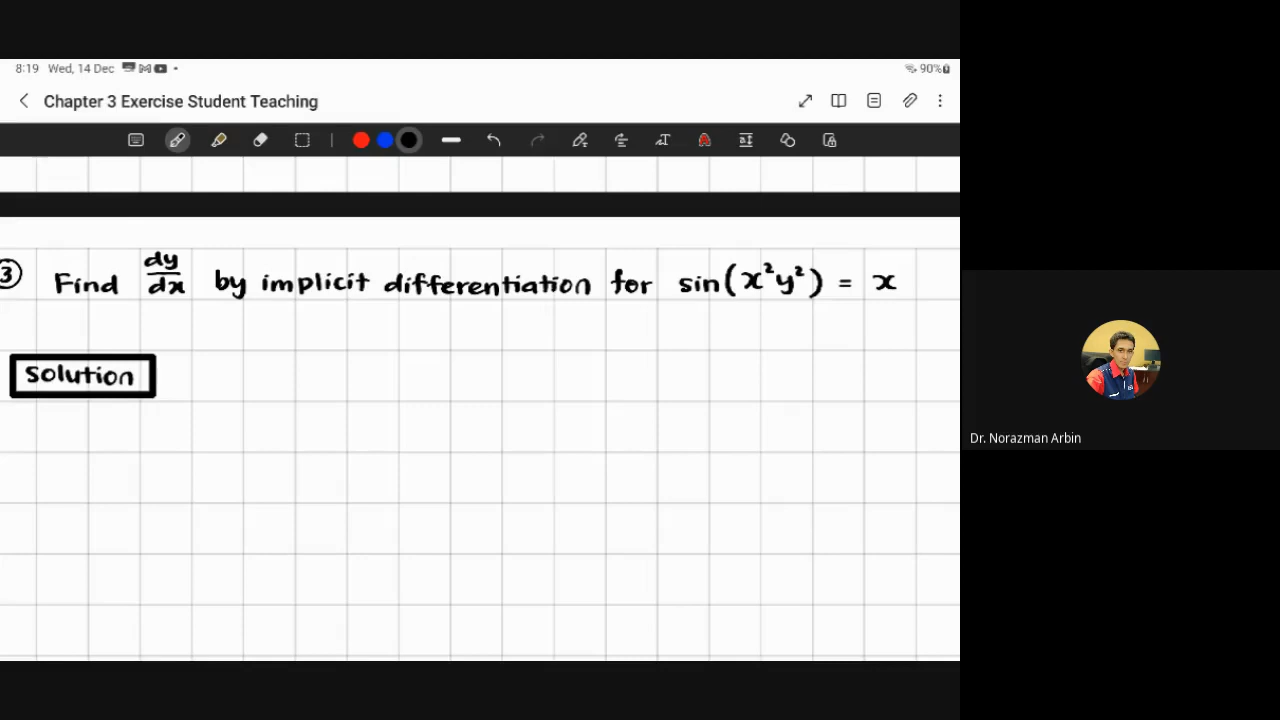 8:19 Wed, 14 Dec 90%
Chapter 3 Exercise Student Teaching
③ Find dy/dx by implicit differentiation for sin(x²y²) = x
Solution
Dr. Norazman Arbin